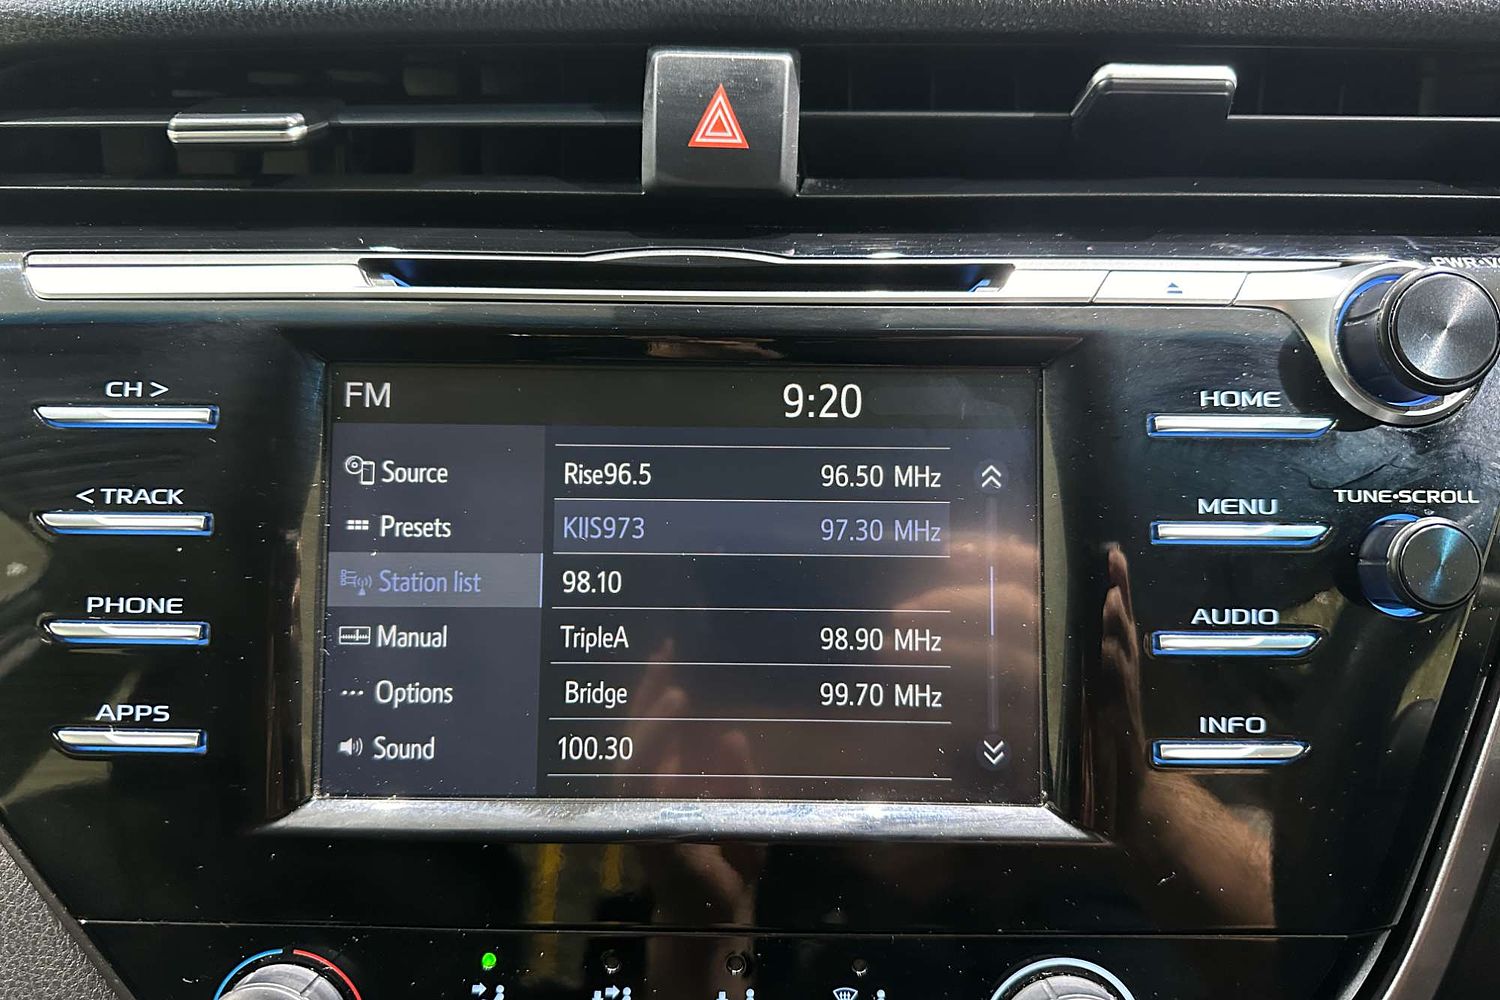 PWR•V
CH >
< TRACK
PHONE
APPS
FM
9:20
Source
Presets
Station list
Manual
Options
Sound
Rise96.5 96.50 MHz
KIIS973 97.30 MHz
98.10
TripleA 98.90 MHz
Bridge 99.70 MHz
100.30
HOME
MENU
TUNE•SCROLL
AUDIO
INFO